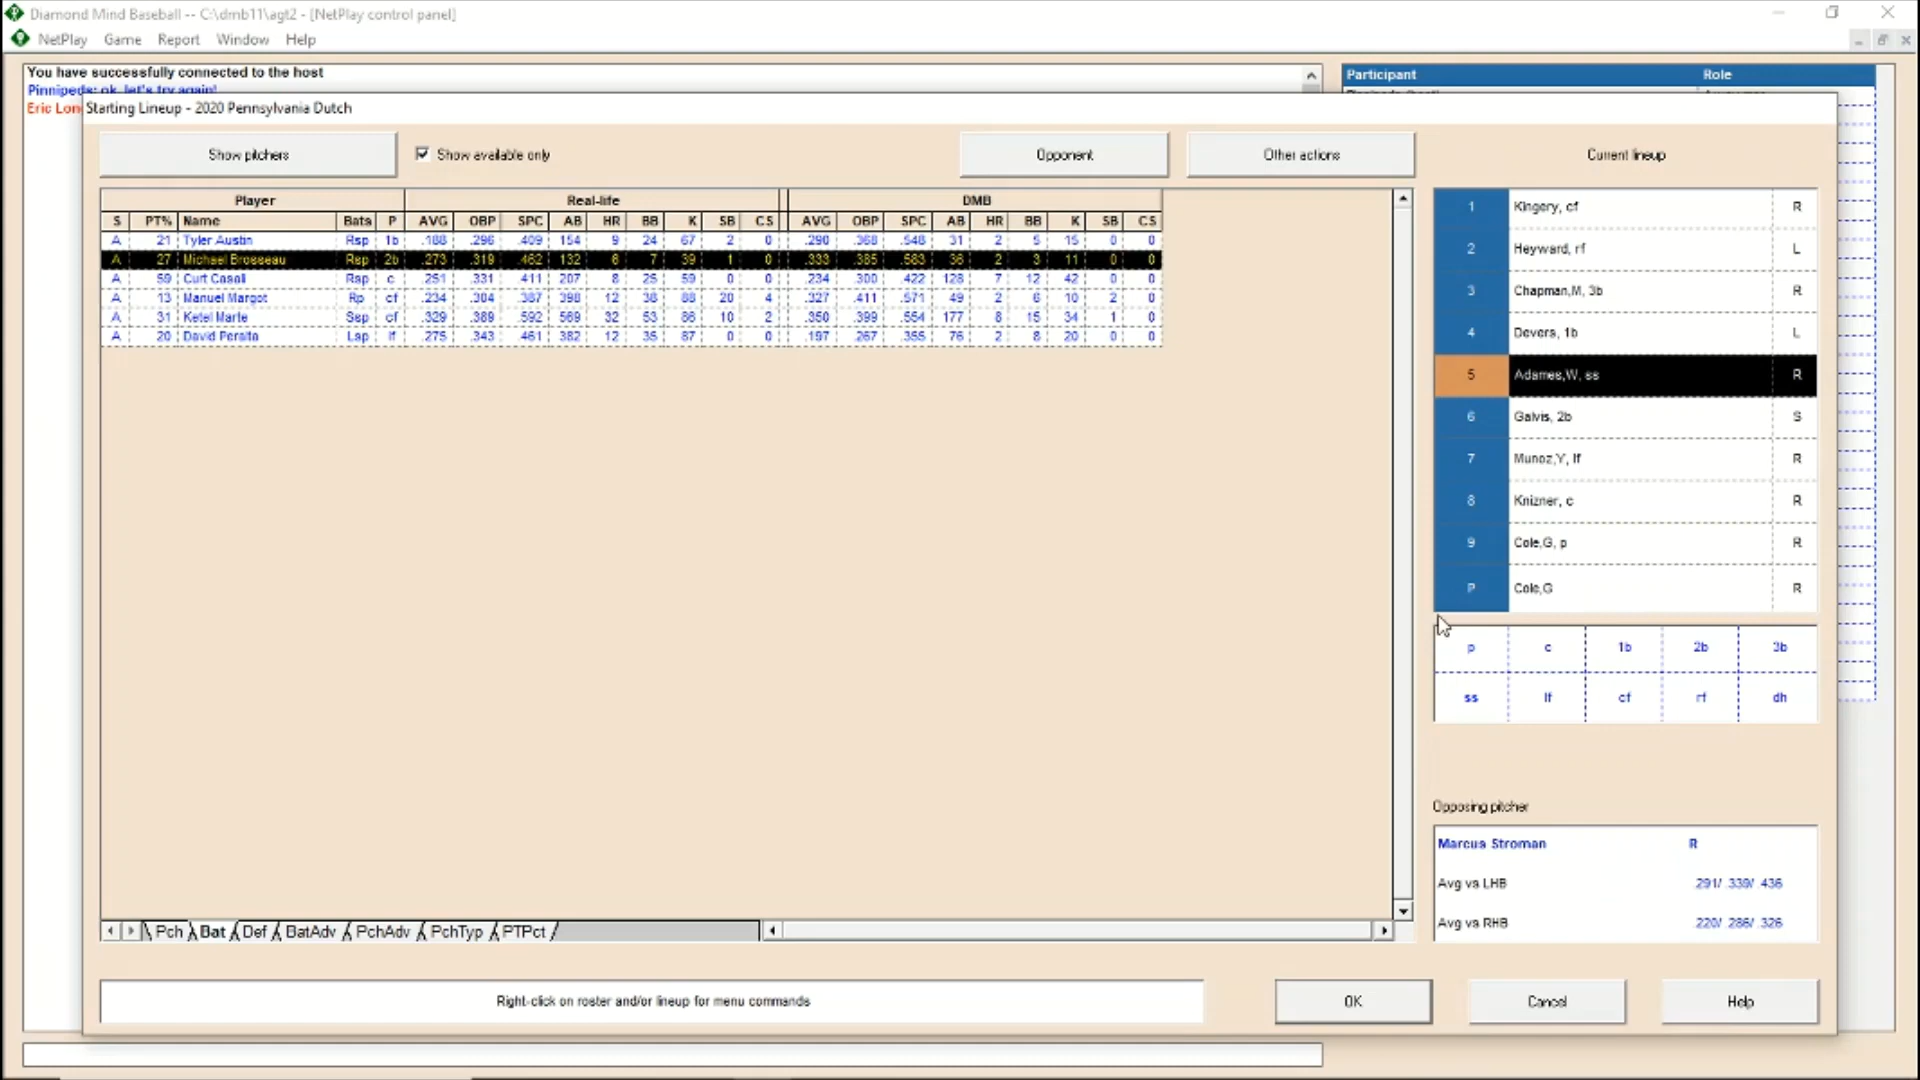 Diamond Mind Baseball -- C:\dmb11\agt2 - [NetPlay control panel]
NetPlay Game Report Window Help
You have successfully connected to the host
Participant Role
Pinnipeds: ok, let's try again!
Eric Lon
Starting Lineup - 2020 Pennsylvania Dutch
Show pitchers
Show available only
Opponent
Other actions
Current lineup
Player Real-life DMB
S PT% Name Bats P AVG OBP SPC AB HR BB K SB CS AVG OBP SPC AB HR BB K SB CS
A 21 Tyler Austin Rsp 1b .188 .296 .409 154 9 24 67 2 0 .290 .368 .548 31 2 5 15 0 0
A 27 Michael Brosseau Rsp 2b .273 .319 .462 132 6 7 39 1 0 .333 .385 .583 36 2 3 11 0 0
A 59 Curt Casali Rsp c .251 .331 .411 207 8 25 59 0 0 .234 .300 .422 128 7 12 42 0 0
A 13 Manuel Margot Rp cf .234 .304 .387 398 12 38 88 20 4 .327 .411 .571 49 2 6 10 2 0
A 31 Ketel Marte Ssp cf .329 .389 .592 569 32 53 86 10 2 .350 .399 .554 177 8 15 34 1 0
A 20 David Peralta Lsp lf .275 .343 .461 382 12 35 87 0 0 .197 .267 .355 76 2 8 20 0 0
1 Kingery, cf R
2 Heyward, rf L
3 Chapman,M, 3b R
4 Devers, 1b L
5 Adames,W, ss R
6 Galvis, 2b S
7 Munoz,Y, lf R
8 Knizner, c R
9 Cole,G, p R
P Cole,G R
p c 1b 2b 3b
ss lf cf rf dh
Opposing pitcher
Marcus Stroman R
Avg vs LHB .291/ .339/ .436
Avg vs RHB .220/ .286/ .326
Pch Bat Def BatAdv PchAdv PchTyp PTPct
Right-click on roster and/or lineup for menu commands
OK
Cancel
Help